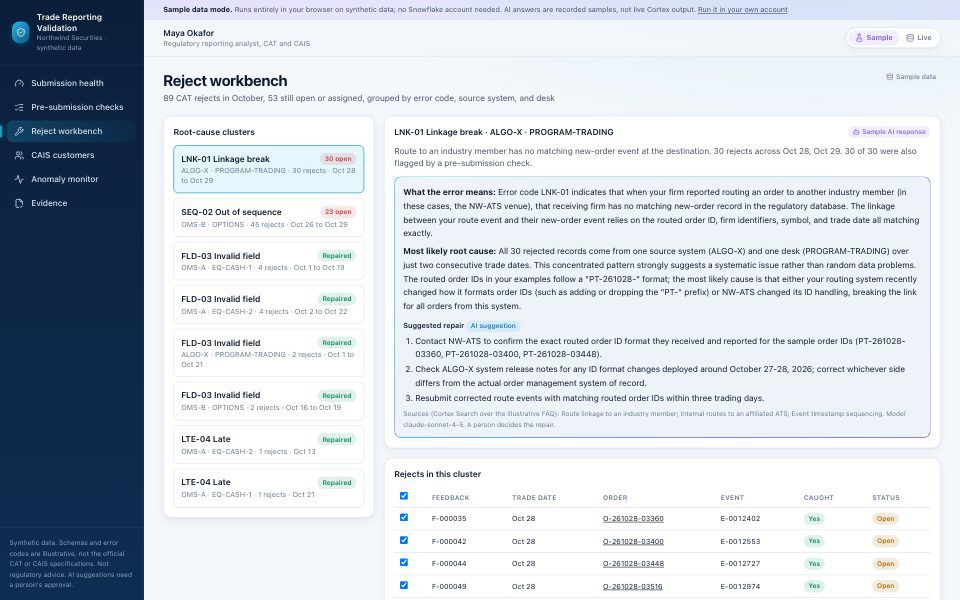 Sample data mode. Runs entirely in your browser on synthetic data; no Snowflake account needed. AI answers are recorded samples, not live Cortex output. Run it in your own account
Trade Reporting
Validation
Northwind Securities ·
synthetic data
Submission health
Pre-submission checks
Reject workbench
CAIS customers
Anomaly monitor
Evidence
Synthetic data. Schemas and error
codes are illustrative, not the official
CAT or CAIS specifications. Not
regulatory advice. AI suggestions need
a person's approval.
Maya Okafor
Regulatory reporting analyst, CAT and CAIS
Sample
Live
Reject workbench
Sample data
89 CAT rejects in October, 53 still open or assigned, grouped by error code, source system, and desk
Root-cause clusters
LNK-01 Linkage break
30 open
ALGO-X · PROGRAM-TRADING · 30 rejects · Oct 28
to Oct 29
SEQ-02 Out of sequence
23 open
OMS-B · OPTIONS · 45 rejects · Oct 26 to Oct 29
FLD-03 Invalid field
Repaired
OMS-A · EQ-CASH-1 · 4 rejects · Oct 1 to Oct 19
FLD-03 Invalid field
Repaired
OMS-A · EQ-CASH-2 · 4 rejects · Oct 2 to Oct 22
FLD-03 Invalid field
Repaired
ALGO-X · PROGRAM-TRADING · 2 rejects · Oct 1 to
Oct 21
FLD-03 Invalid field
Repaired
OMS-B · OPTIONS · 2 rejects · Oct 16 to Oct 19
LTE-04 Late
Repaired
OMS-A · EQ-CASH-2 · 1 rejects · Oct 13
LTE-04 Late
Repaired
OMS-A · EQ-CASH-1 · 1 rejects · Oct 21
LNK-01 Linkage break · ALGO-X · PROGRAM-TRADING
Sample AI response
Route to an industry member has no matching new-order event at the destination. 30 rejects across Oct 28, Oct 29. 30 of 30 were also
flagged by a pre-submission check.
What the error means: Error code LNK-01 indicates that when your firm reported routing an order to another industry member (in
these cases, the NW-ATS venue), that receiving firm has no matching new-order record in the regulatory database. The linkage
between your route event and their new-order event relies on the routed order ID, firm identifiers, symbol, and trade date all matching
exactly.
Most likely root cause: All 30 rejected records come from one source system (ALGO-X) and one desk (PROGRAM-TRADING) over
just two consecutive trade dates. This concentrated pattern strongly suggests a systematic issue rather than random data problems.
The routed order IDs in your examples follow a "PT-261028-" format; the most likely cause is that either your routing system recently
changed how it formats order IDs (such as adding or dropping the "PT-" prefix) or NW-ATS changed its ID handling, breaking the link
for all orders from this system.
Suggested repair AI suggestion
1. Contact NW-ATS to confirm the exact routed order ID format they received and reported for the sample order IDs (PT-261028-
03360, PT-261028-03400, PT-261028-03448).
2. Check ALGO-X system release notes for any ID format changes deployed around October 27-28, 2026; correct whichever side
differs from the actual order management system of record.
3. Resubmit corrected route events with matching routed order IDs within three trading days.
Sources (Cortex Search over the illustrative FAQ): Route linkage to an industry member; Internal routes to an affiliated ATS; Event timestamp sequencing. Model
claude-sonnet-4-5. A person decides the repair.
Rejects in this cluster
FEEDBACK TRADE DATE ORDER EVENT CAUGHT STATUS
F-000035 Oct 28 O-261028-03360 E-0012402 Yes Open
F-000042 Oct 28 O-261028-03400 E-0012553 Yes Open
F-000044 Oct 28 O-261028-03448 E-0012727 Yes Open
F-000049 Oct 28 O-261028-03516 E-0012974 Yes Open